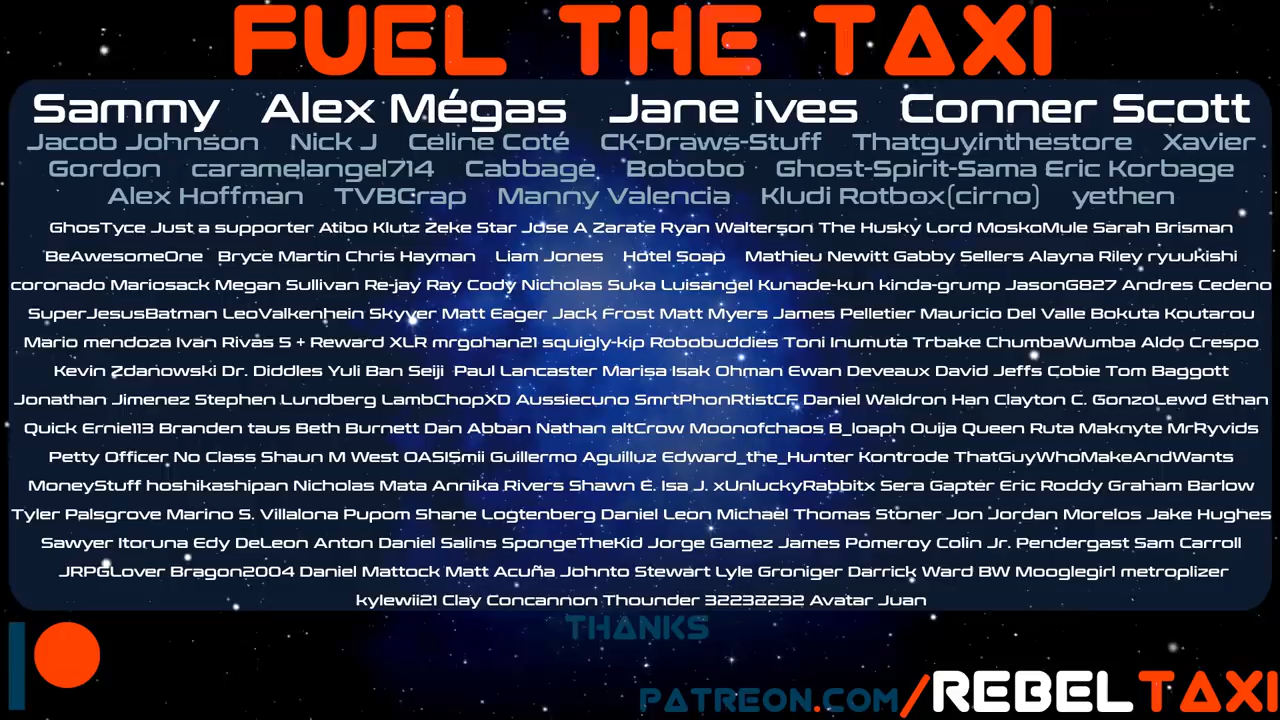 FUEL THE TAXI
Sammy Alex Mégas Jane ives Conner Scott
Jacob Johnson Nick J Celine Coté CK-Draws-Stuff Thatguyinthestore Xavier
Gordon caramelangel714 Cabbage Bobobo Ghost-Spirit-Sama Eric Korbage
Alex Hoffman TVBCrap Manny Valencia Kludi Rotbox(cirno) yethen
GhosTyce Just a supporter Atibo Klutz Zeke Star Jose A Zarate Ryan Walterson The Husky Lord MoskoMule Sarah Brisman
BeAwesomeOne Bryce Martin Chris Hayman Liam Jones Hotel Soap Mathieu Newitt Gabby Sellers Alayna Riley ryuukishi
coronado Mariosack Megan Sullivan Re-jay Ray Cody Nicholas Suka Luisangel Kunade-kun kinda-grump JasonG827 Andres Cedeno
SuperJesusBatman LeoValkenhein Skyver Matt Eager Jack Frost Matt Myers James Pelletier Mauricio Del Valle Bokuta Koutarou
Mario mendoza Ivan Rivas 5 + Reward XLR mrgohan21 squigly-kip Robobuddies Toni Inumuta Trbake ChumbaWumba Aldo Crespo
Kevin Zdanowski Dr. Diddles Yuli Ban Seiji Paul Lancaster Marisa Isak Ohman Ewan Deveaux David Jeffs Cobie Tom Baggott
Jonathan Jimenez Stephen Lundberg LambChopXD Aussiecuno SmrtPhonRtistCF Daniel Waldron Han Clayton C. GonzoLewd Ethan
Quick Ernie113 Branden taus Beth Burnett Dan Abban Nathan altCrow Moonofchaos B_loaph Ouija Queen Ruta Maknyte MrRyvids
Petty Officer No Class Shaun M West OASISmii Guillermo Aguilluz Edward_the_Hunter Kontrode ThatGuyWhoMakeAndWants
MoneyStuff hoshikashipan Nicholas Mata Annika Rivers Shawn E. Isa J. xUnluckyRabbitx Sera Gapter Eric Roddy Graham Barlow
Tyler Palsgrove Marino S. Villalona Pupom Shane Logtenberg Daniel Leon Michael Thomas Stoner Jon Jordan Morelos Jake Hughes
Sawyer Itoruna Edy DeLeon Anton Daniel Salins SpongeTheKid Jorge Gamez James Pomeroy Colin Jr. Pendergast Sam Carroll
JRPGLover Bragon2004 Daniel Mattock Matt Acuña Johnto Stewart Lyle Groniger Darrick Ward BW Mooglegirl metroplizer
kylewii21 Clay Concannon Thounder 32232232 Avatar Juan
THANKS
PATREON.COM/REBELTAXI